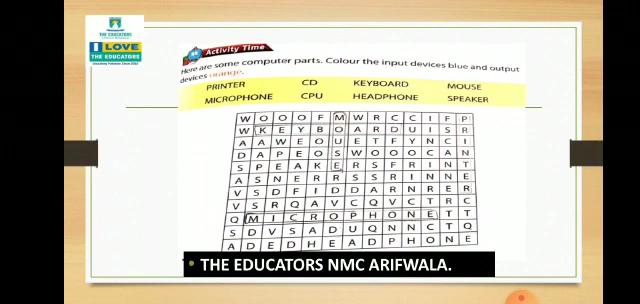 THE EDUCATORS
I LOVE
THE EDUCATORS
Activity Time
Here are some computer parts. Colour the input devices blue and output
devices orange.
PRINTER CD KEYBOARD MOUSE
MICROPHONE CPU HEADPHONE SPEAKER
W O O O F M W R C C I F P
W K E Y B O A R D U I S R
A A W E O U E T F Y N C I
D A P E O S W O O O C A N
S P E A K E R S F R I N T
A S N E R R S S R I N N E
V S D F I D D A R N R E R
V S R Q A V C Q V C T R C
Q M I C R O P H O N E T T
S D V S A D U Q N N C T Q
A D E D H E A D P H O N E
• THE EDUCATORS NMC ARIFWALA.